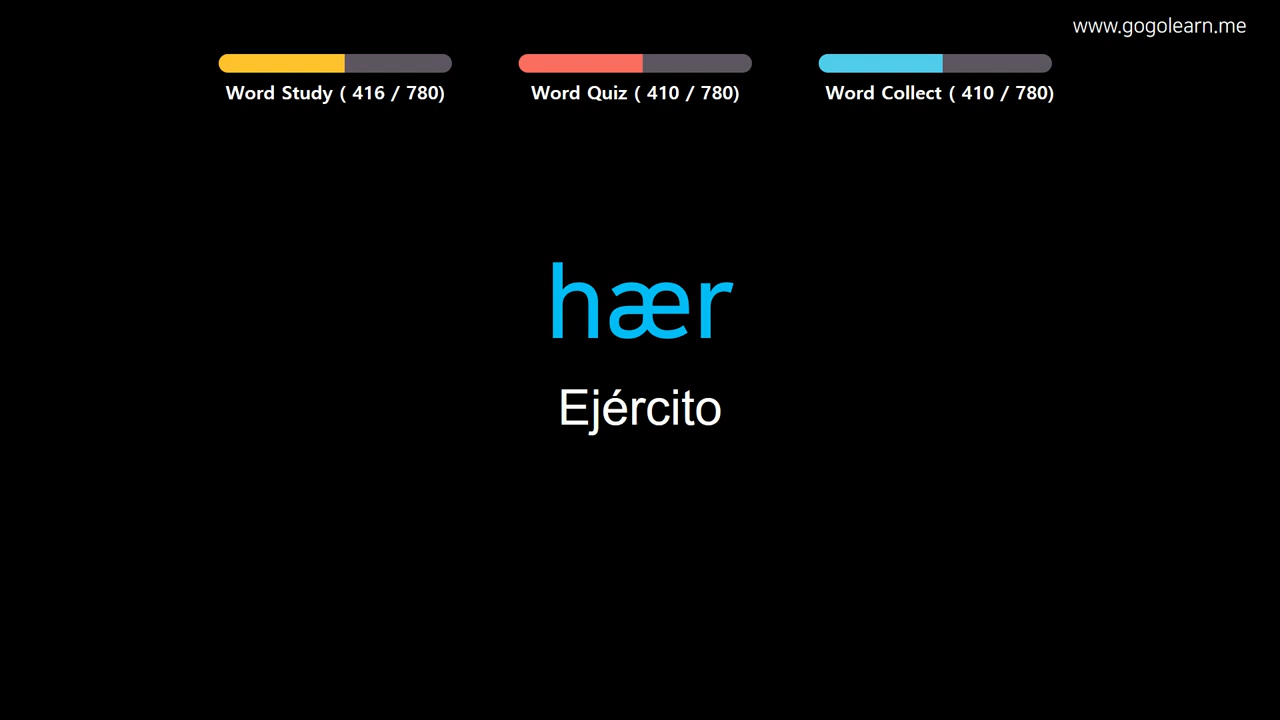 www.gogolearn.me
Word Study ( 416 / 780)
Word Quiz ( 410 / 780)
Word Collect ( 410 / 780)
hær
Ejército